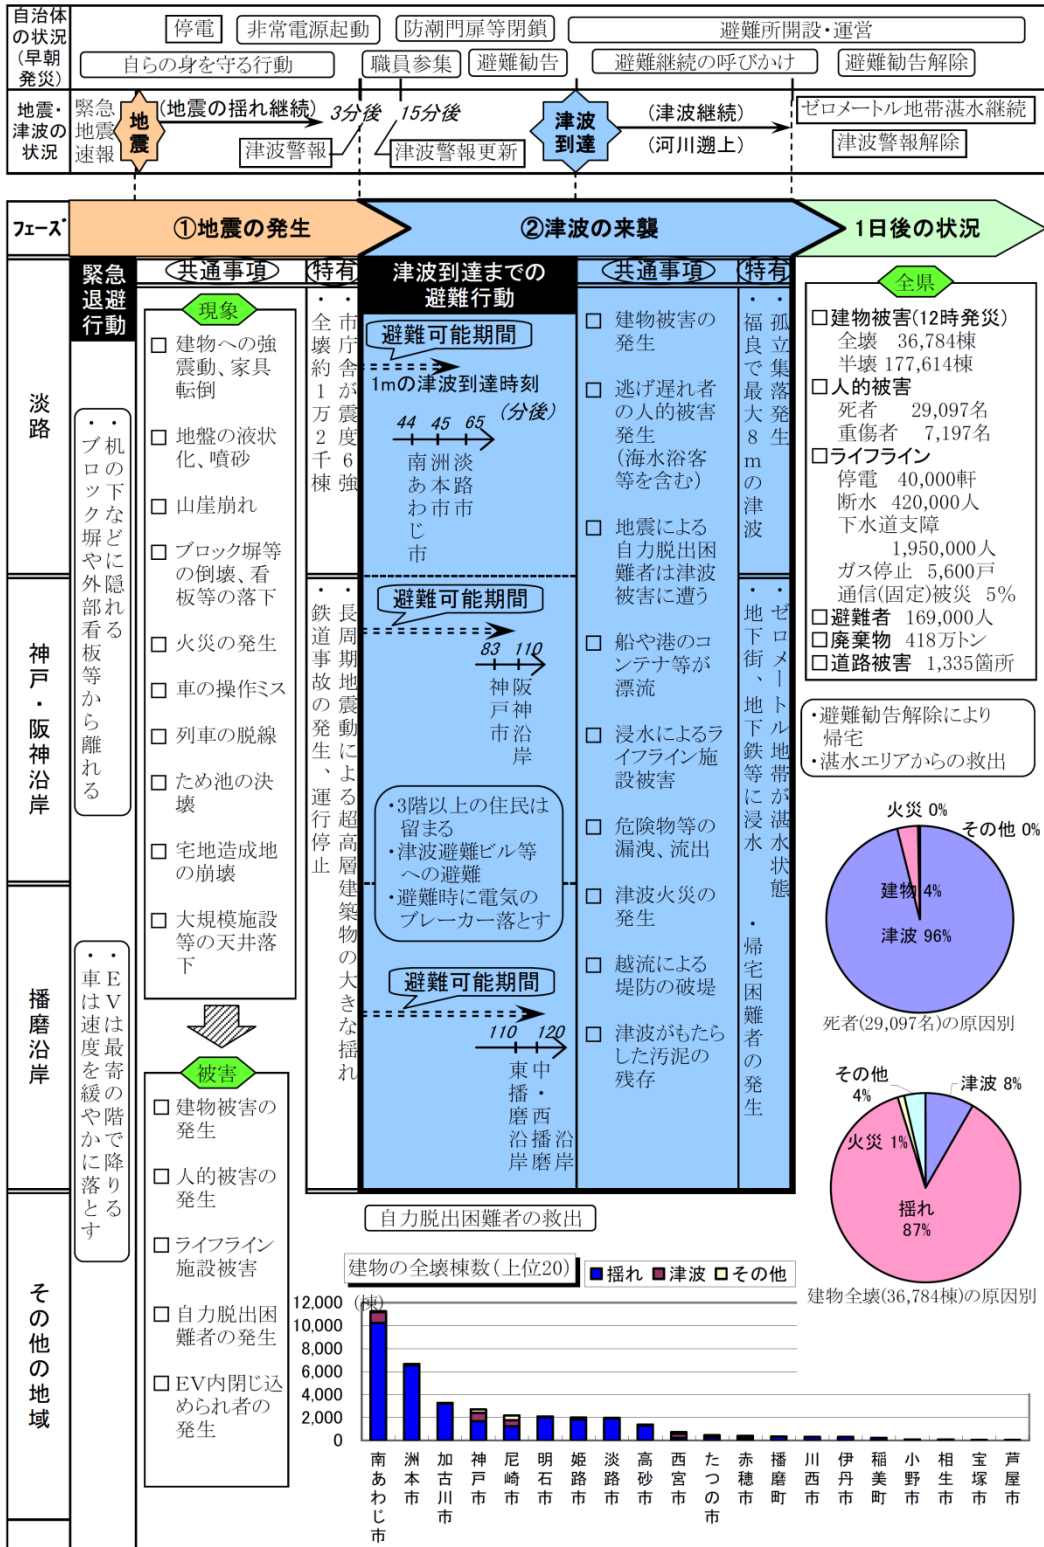 自治体
の状況
(早朝
発災)
停電
非常電源起動
防潮門扉等閉鎖
避難所開設・運営
自らの身を守る行動
職員参集
避難勧告
避難継続の呼びかけ
避難勧告解除
地震・
津波の
状況
緊急
地震
速報
地震
(地震の揺れ継続)
3分後
15分後
津波警報
津波警報更新
津波
到達
(津波継続)
(河川遡上)
ゼロメートル地帯湛水継続
津波警報解除
フェーズ
①地震の発生
②津波の来襲
1日後の状況
淡路
神戸・阪神沿岸
播磨沿岸
その他の地域
緊急
退避
行動
・机の下などに隠れる
・ブロック塀や外部看板等から離れる
・EVは最寄の階で降りる
・車は速度を緩やかに落とす
共通事項
現象
□ 建物への強
震動、家具
転倒
□ 地盤の液状
化、噴砂
□ 山崖崩れ
□ ブロック塀等
の倒壊、看
板等の落下
□ 火災の発生
□ 車の操作ミス
□ 列車の脱線
□ ため池の決
壊
□ 宅地造成地
の崩壊
□ 大規模施設
等の天井落
下
被害
□ 建物被害の
発生
□ 人的被害の
発生
□ ライフライン
施設被害
□ 自力脱出困
難者の発生
□ EV内閉じ込
められ者の
発生
特有
・市庁舎が震度6強
・全壊約1万2千棟
・長周期地震動による超高層建築物の大きな揺れ
・鉄道事故の発生、運行停止
津波到達までの
避難行動
避難可能期間
1mの津波到達時刻
(分後)
44 45 65
南あわじ市
洲本市
淡路市
避難可能期間
83 110
神戸市
阪神沿岸
・3階以上の住民は
留まる
・津波避難ビル等
への避難
・避難時に電気の
ブレーカー落とす
避難可能期間
110 120
東播磨沿岸
中・西播磨
沿岸
共通事項
□ 建物被害の
発生
□ 逃げ遅れ者
の人的被害
発生
(海水浴客
等を含む)
□ 地震による
自力脱出困
難者は津波
被害に遭う
□ 船や港のコ
ンテナ等が
漂流
□ 浸水によるラ
イフライン施
設被害
□ 危険物等の
漏洩、流出
□ 津波火災の
発生
□ 越流による
堤防の破堤
□ 津波がもたら
した汚泥の
残存
特有
・孤立集落発生
・福良で最大8mの津波
・ゼロメートル地帯が湛水状態
・地下街、地下鉄等に浸水
・帰宅困難者の発生
全県
□建物被害(12時発災)
全壊 36,784棟
半壊 177,614棟
□人的被害
死者 29,097名
重傷者 7,197名
□ライフライン
停電 40,000軒
断水 420,000人
下水道支障
1,950,000人
ガス停止 5,600戸
通信(固定)被災 5%
□避難者 169,000人
□廃棄物 418万トン
□道路被害 1,335箇所
・避難勧告解除により
帰宅
・湛水エリアからの救出
火災 0%
その他 0%
建物 4%
津波 96%
死者(29,097名)の原因別
その他
4%
津波 8%
火災 1%
揺れ
87%
建物全壊(36,784棟)の原因別
自力脱出困難者の救出
建物の全壊棟数(上位20)
揺れ 津波 その他
(棟)
12,000
10,000
8,000
6,000
4,000
2,000
0
南あわじ市
洲本市
加古川市
神戸市
尼崎市
明石市
姫路市
淡路市
高砂市
西宮市
たつの市
赤穂市
播磨町
川西市
伊丹市
稲美町
小野市
相生市
宝塚市
芦屋市